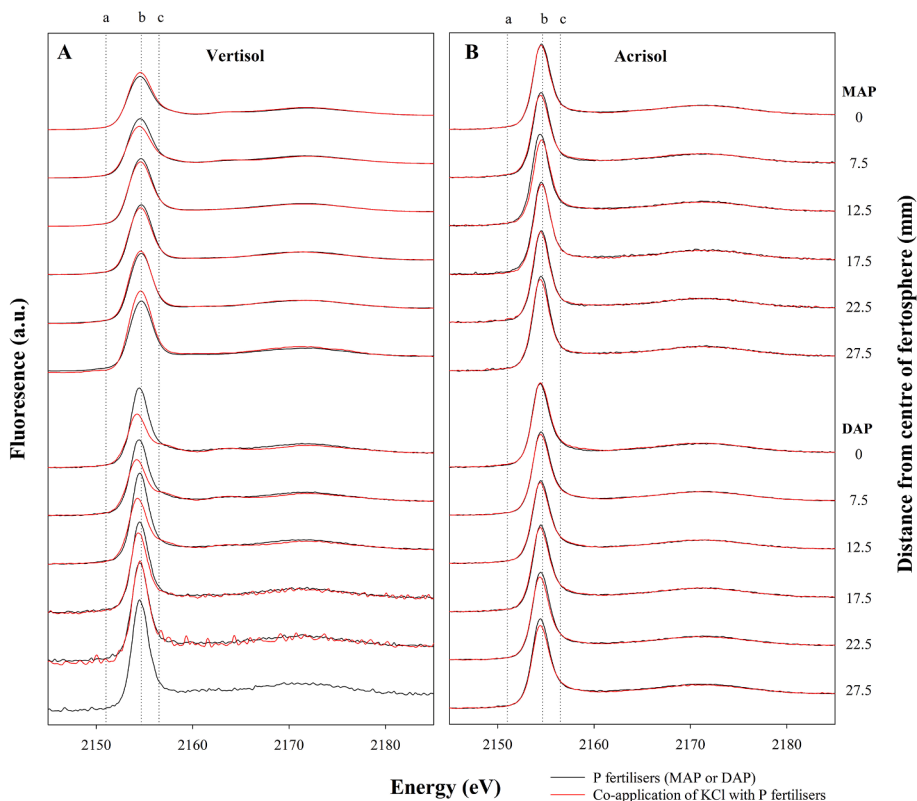 a b c
a b c
A Vertisol
B Acrisol
MAP
0
7.5
12.5
17.5
22.5
27.5
DAP
0
7.5
12.5
17.5
22.5
27.5
Fluoresence (a.u.)
Distance from centre of fertosphere (mm)
2150 2160 2170 2180
2150 2160 2170 2180
Energy (eV)
P fertilisers (MAP or DAP)
Co-application of KCl with P fertilisers